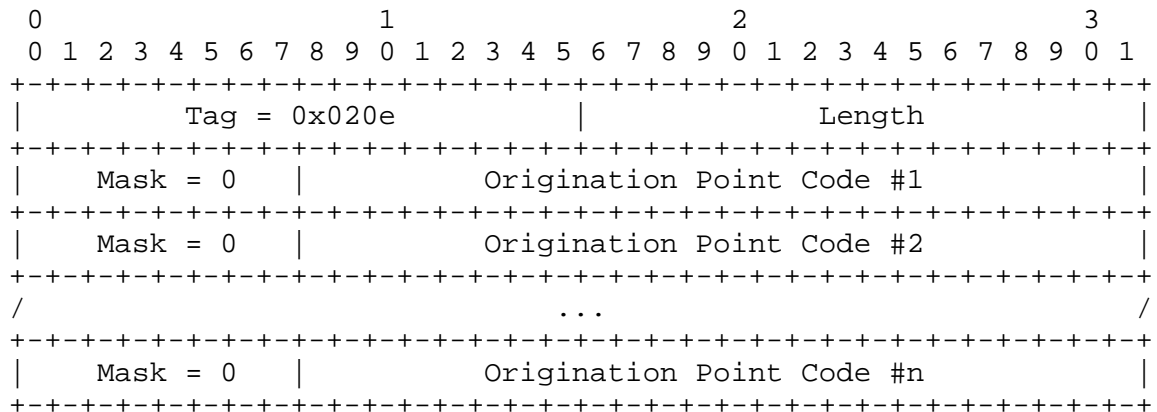 0                   1                   2                   3
 0 1 2 3 4 5 6 7 8 9 0 1 2 3 4 5 6 7 8 9 0 1 2 3 4 5 6 7 8 9 0 1
+-+-+-+-+-+-+-+-+-+-+-+-+-+-+-+-+-+-+-+-+-+-+-+-+-+-+-+-+-+-+-+-+
|         Tag = 0x020e          |             Length            |
+-+-+-+-+-+-+-+-+-+-+-+-+-+-+-+-+-+-+-+-+-+-+-+-+-+-+-+-+-+-+-+-+
|    Mask = 0   |          Origination Point Code #1            |
+-+-+-+-+-+-+-+-+-+-+-+-+-+-+-+-+-+-+-+-+-+-+-+-+-+-+-+-+-+-+-+-+
|    Mask = 0   |          Origination Point Code #2            |
+-+-+-+-+-+-+-+-+-+-+-+-+-+-+-+-+-+-+-+-+-+-+-+-+-+-+-+-+-+-+-+-+
/                              ...                              /
+-+-+-+-+-+-+-+-+-+-+-+-+-+-+-+-+-+-+-+-+-+-+-+-+-+-+-+-+-+-+-+-+
|    Mask = 0   |          Origination Point Code #n            |
+-+-+-+-+-+-+-+-+-+-+-+-+-+-+-+-+-+-+-+-+-+-+-+-+-+-+-+-+-+-+-+-+